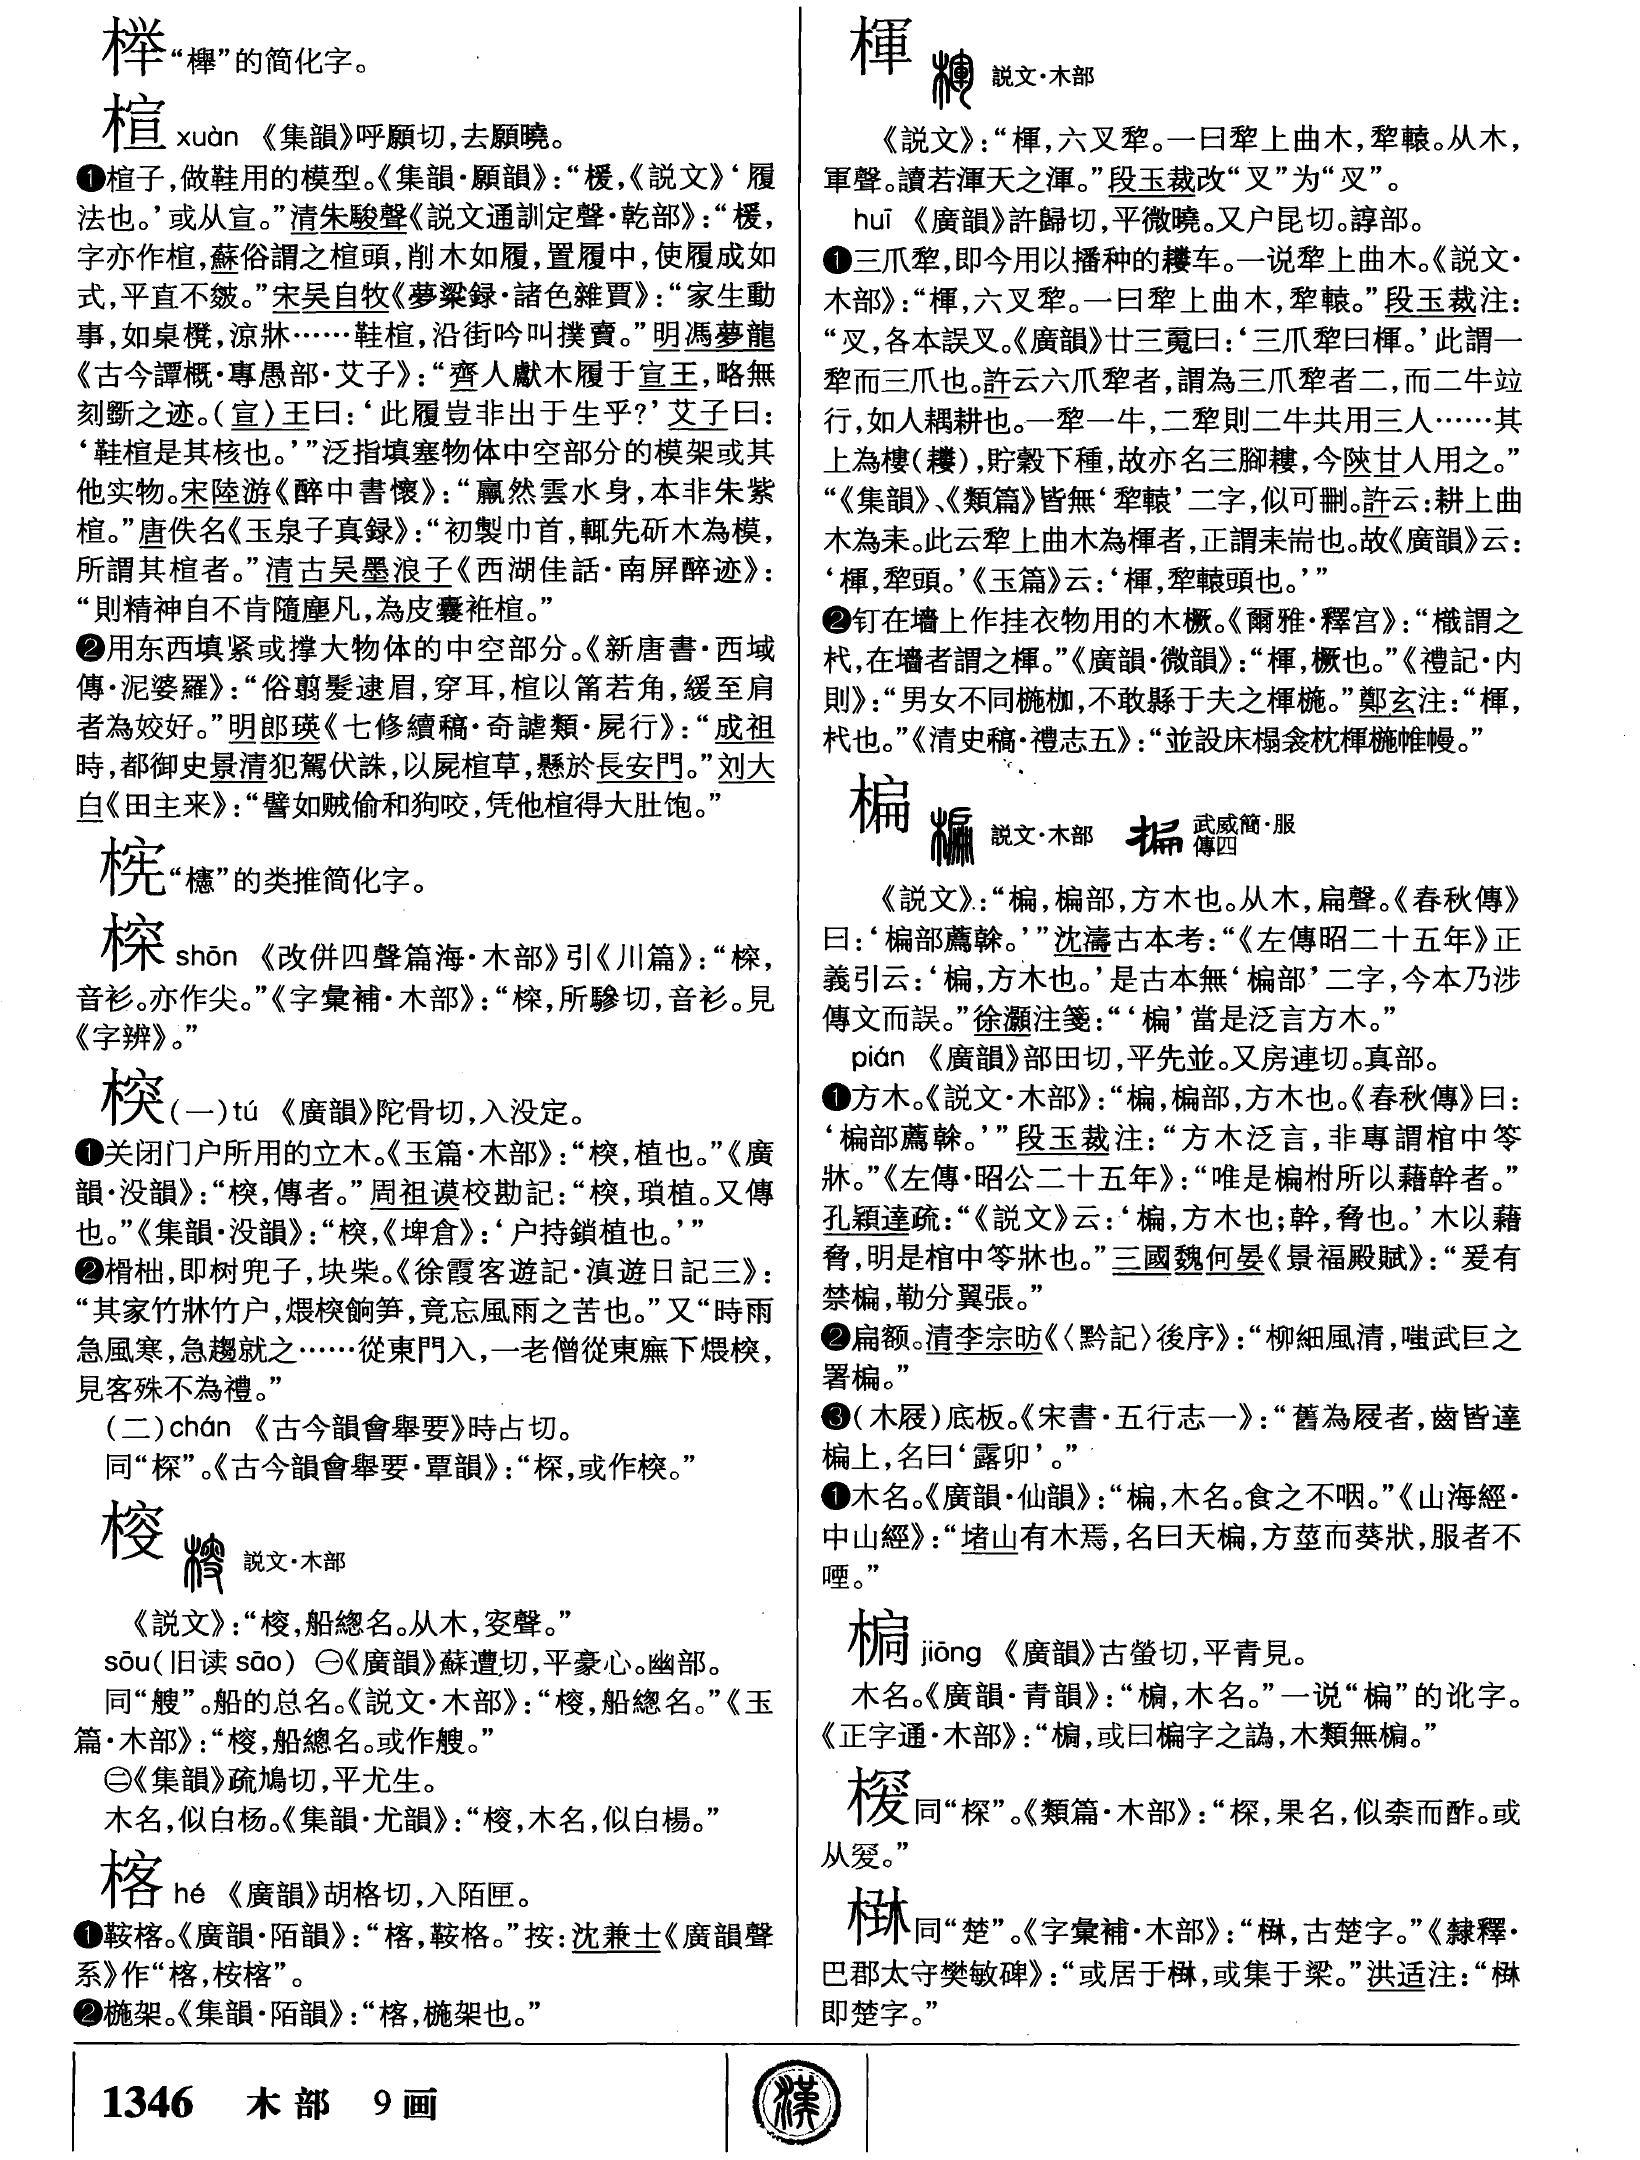 榉“櫸”的简化字。
楦 xuàn 《集韻》呼願切,去願曉。
❶楦子,做鞋用的模型。《集韻·願韻》:“楥,《説文》‘履
法也。’或从宣。”清朱駿聲《説文通訓定聲·乾部》:“楥,
字亦作楦,蘇俗謂之楦頭,削木如履,置履中,使履成如
式,平直不皴。”宋吴自牧《夢粱録·諸色雜賈》:“家生動
事,如桌櫈,涼牀……鞋楦,沿街吟叫撲賣。”明馮夢龍
《古今譚概·專愚部·艾子》:“齊人獻木履于宣王,略無
刻斵之迹。(宣)王曰:‘此履豈非出于生乎?’艾子曰:
‘鞋楦是其核也。’”泛指填塞物体中空部分的模架或其
他实物。宋陸游《醉中書懷》:“羸然雲水身,本非朱紫
楦。”唐佚名《玉泉子真録》:“初製巾首,輒先斫木為模,
所謂其楦者。”清古吴墨浪子《西湖佳話·南屏醉迹》:
“則精神自不肯隨塵凡,為皮囊袵楦。”
❷用东西填紧或撑大物体的中空部分。《新唐書·西域
傳·泥婆羅》:“俗翦髮逮眉,穿耳,楦以筩若角,緩至肩
者為姣好。”明郎瑛《七修續稿·奇謔類·屍行》:“成祖
時,都御史景清犯駕伏誅,以屍楦草,懸於長安門。”刘大
白《田主来》:“譬如贼偷和狗咬,凭他楦得大肚饱。”
“櫶”的类推简化字。
shān 《改併四聲篇海·木部》引《川篇》:“
音衫。亦作尖。”《字彙補·木部》:“所驂切,音衫。見
《字辨》。”
㮏(一)tú 《廣韻》陀骨切,入没定。
❶关闭门户所用的立木。《玉篇·木部》:“㮏,植也。”《廣
韻·没韻》:“㮏,傳者。”周祖谟校勘記:“㮏,瑣植。又傳
也。”《集韻·没韻》:“㮏,《埤倉》:‘户持鎖植也。’”
❷榾柮,即树兜子,块柴。《徐霞客遊記·滇遊日記三》:
“其家竹牀竹户,煨㮏餉笋,竟忘風雨之苦也。”又“時雨
急風寒,急趨就之……從東門入,一老僧從東廡下煨㮏,
見客殊不為禮。”
(二)chán 《古今韻會舉要》時占切。
同“棎”。《古今韻會舉要·覃韻》:“棎,或作㮏。”
㮴 説文·木部
《説文》:“㮴,船總名。从木,叜聲。”
sōu(旧读 sāo) ㊀《廣韻》蘇遭切,平豪心。幽部。
同“艘”。船的总名。《説文·木部》:“㮴,船總名。”《玉
篇·木部》:“㮴,船總名。或作艘。”
㊁《集韻》疏鳩切,平尤生。
木名,似白杨。《集韻·尤韻》:“㮴,木名,似白楊。”
㮝 hé 《廣韻》胡格切,入陌匣。
❶鞍㮝。《廣韻·陌韻》:“㮝,鞍格。”按:沈兼士《廣韻聲
系》作“㮝,桉㮝”。
❷椸架。《集韻·陌韻》:“㮝,椸架也。”
楎 説文·木部
《説文》:“楎,六叉犂。一曰犂上曲木,犂轅。从木,
軍聲。讀若渾天之渾。”段玉裁改“叉”为“㕚”。
huī 《廣韻》許歸切,平微曉。又户昆切。諄部。
❶三爪犂,即今用以播种的耬车。一说犂上曲木。《説文·
木部》:“楎,六叉犂。一曰犂上曲木,犂轅。”段玉裁注:
“㕚,各本誤叉。《廣韻》廿三䰟曰:‘三爪犂曰楎。’此謂一
犂而三爪也。許云六爪犂者,謂為三爪犂者二,而二牛竝
行,如人耦耕也。一犂一牛,二犂則二牛共用三人……其
上為樓(耬),貯穀下種,故亦名三腳耬,今陝甘人用之。”
“《集韻》、《類篇》皆無‘犂轅’二字,似可刪。許云:耕上曲
木為耒。此云犂上曲木為楎者,正謂耒耑也。故《廣韻》云:
‘楎,犂頭。’《玉篇》云:‘楎,犂轅頭也。’”
❷钉在墙上作挂衣物用的木橛。《爾雅·釋宫》:“樴謂之
杙,在墻者謂之楎。”《廣韻·微韻》:“楎,橛也。”《禮記·内
則》:“男女不同椸枷,不敢縣于夫之楎椸。”鄭玄注:“楎,
杙也。”《清史稿·禮志五》:“並設床榻衾枕楎椸帷幔。”
楄 説文·木部 武威簡·服
傳四
《説文》:“楄,楄部,方木也。从木,扁聲。《春秋傳》
曰:‘楄部薦榦。’”沈濤古本考:“《左傳昭二十五年》正
義引云:‘楄,方木也。’是古本無‘楄部’二字,今本乃涉
傳文而誤。”徐灝注箋:“‘楄’當是泛言方木。”
pián 《廣韻》部田切,平先並。又房連切。真部。
❶方木。《説文·木部》:“楄,楄部,方木也。《春秋傳》曰:
‘楄部薦榦。’”段玉裁注:“方木泛言,非專謂棺中笭
牀。”《左傳·昭公二十五年》:“唯是楄柎所以藉幹者。”
孔穎達疏:“《説文》云:‘楄,方木也;幹,脅也。’木以藉
脅,明是棺中笭牀也。”三國魏何晏《景福殿賦》:“爰有
禁楄,勒分翼張。”
❷扁额。清李宗昉《〈黔記〉後序》:“柳細風清,嗤武巨之
署楄。”
❸(木屐)底板。《宋書·五行志一》:“舊為屐者,齒皆達
楄上,名曰‘露卯’。”
❶木名。《廣韻·仙韻》:“楄,木名。食之不咽。”《山海經·
中山經》:“堵山有木焉,名曰天楄,方莖而葵狀,服者不
㖶。”
jiōng 《廣韻》古螢切,平青見。
木名。《廣韻·青韻》:“木名。”一说“楄”的讹字。
《正字通·木部》:“或曰楄字之譌,木類無”
同“棎”。《類篇·木部》:“棎,果名,似柰而酢。或
从”
同“楚”。《字彙補·木部》:“古楚字。”《隸釋·
巴郡太守樊敏碑》:“或居于或集于梁。”洪适注:“
即楚字。”
1346 木部 9画
漢